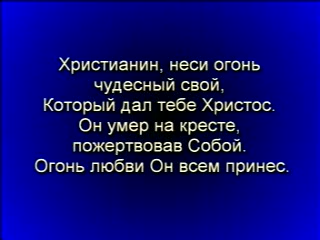 Христианин, неси огонь
чудесный свой,
Который дал тебе Христос.
Он умер на кресте,
пожертвовав Собой.
Огонь любви Он всем принес.